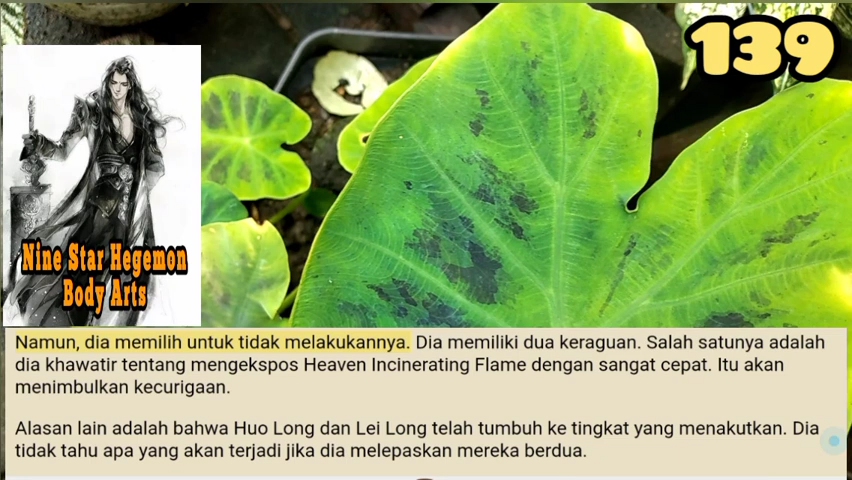 139
Nine Star Hegemon
Body Arts
Namun, dia memilih untuk tidak melakukannya. Dia memiliki dua keraguan. Salah satunya adalah
dia khawatir tentang mengekspos Heaven Incinerating Flame dengan sangat cepat. Itu akan
menimbulkan kecurigaan.
Alasan lain adalah bahwa Huo Long dan Lei Long telah tumbuh ke tingkat yang menakutkan. Dia
tidak tahu apa yang akan terjadi jika dia melepaskan mereka berdua.